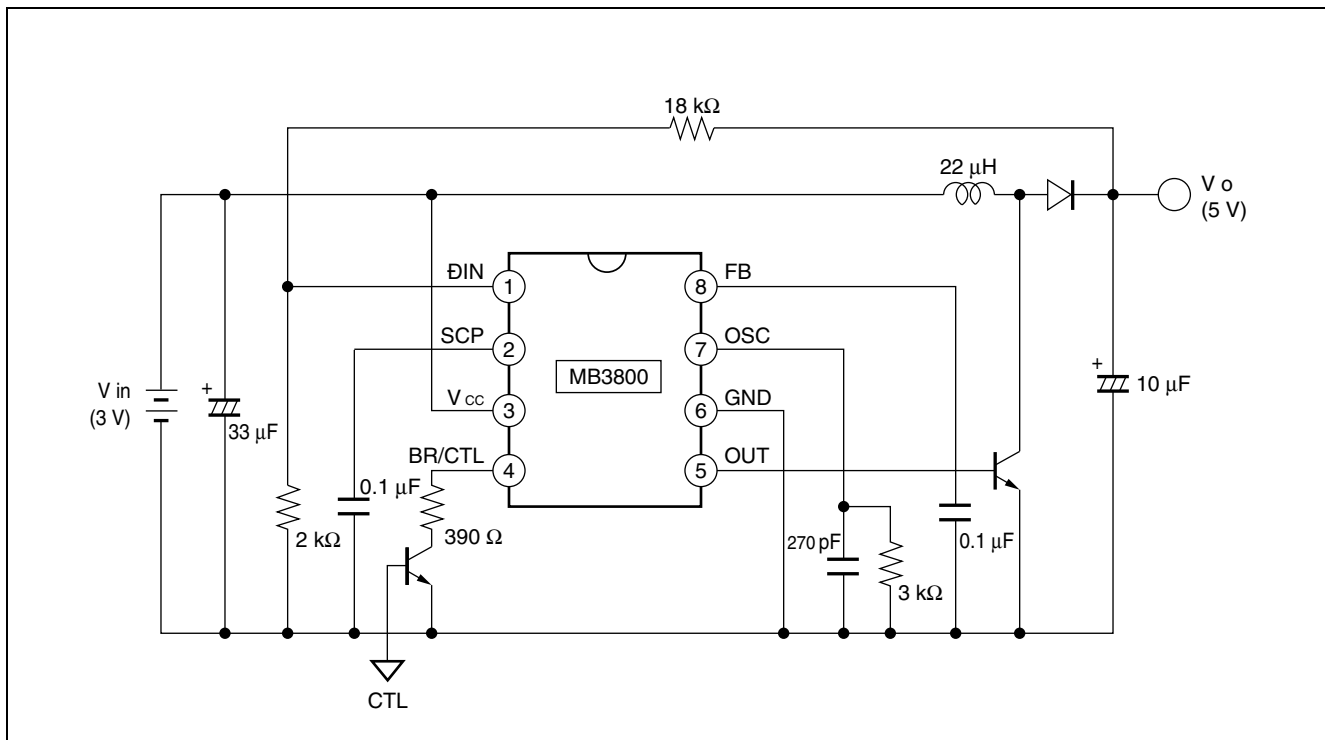 18 kΩ
22 μH
V o
(5 V)
ĐIN
1
8
FB
SCP
2
7
OSC
MB3800
V in
(3 V)
+
33 μF
V CC
3
6
GND
+
10 μF
BR/CTL
4
5
OUT
0.1 μF
2 kΩ
390 Ω
270 pF
3 kΩ
0.1 μF
CTL